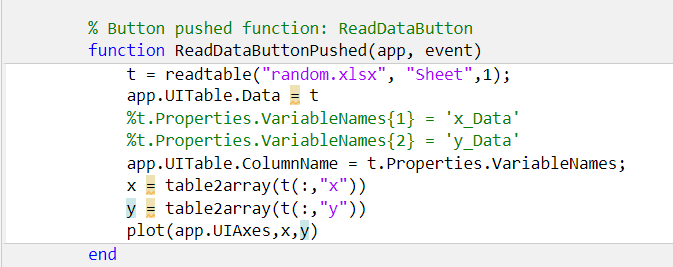 % Button pushed function: ReadDataButton
function ReadDataButtonPushed(app, event)
t = readtable("random.xlsx", "Sheet",1);
app.UITable.Data = t
%t.Properties.VariableNames{1} = 'x_Data'
%t.Properties.VariableNames{2} = 'y_Data'
app.UITable.ColumnName = t.Properties.VariableNames;
x = table2array(t(:,"x"))
y = table2array(t(:,"y"))
plot(app.UIAxes,x,y)
end